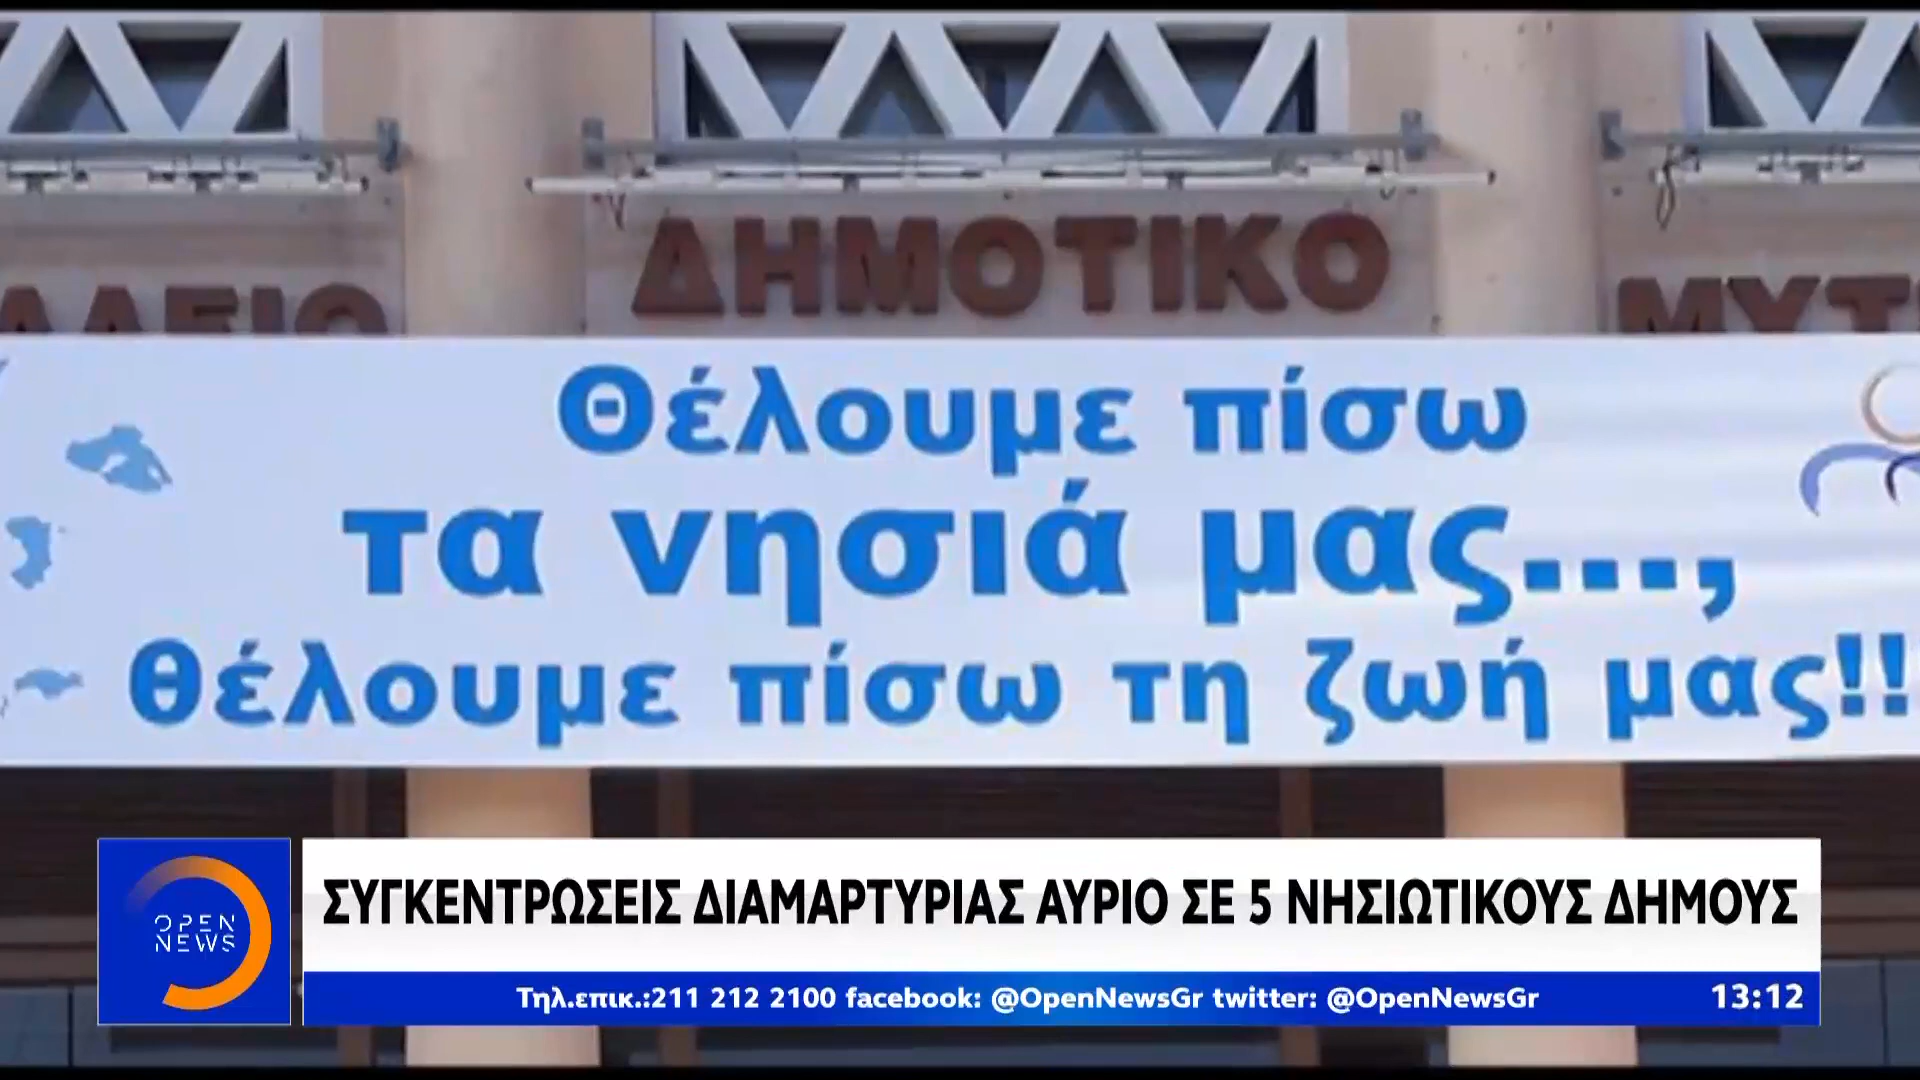 ΔΗΜΟΤΙΚΟ
Θέλουμε πίσω
τα νησιά μας...,
θέλουμε πίσω τη ζωή μας!!
OPEN
NEWS
ΣΥΓΚΕΝΤΡΩΣΕΙΣ ΔΙΑΜΑΡΤΥΡΙΑΣ ΑΥΡΙΟ ΣΕ 5 ΝΗΣΙΩΤΙΚΟΥΣ ΔΗΜΟΥΣ
Τηλ.επικ.:211 212 2100 facebook: @OpenNewsGr twitter: @OpenNewsGr
13:12